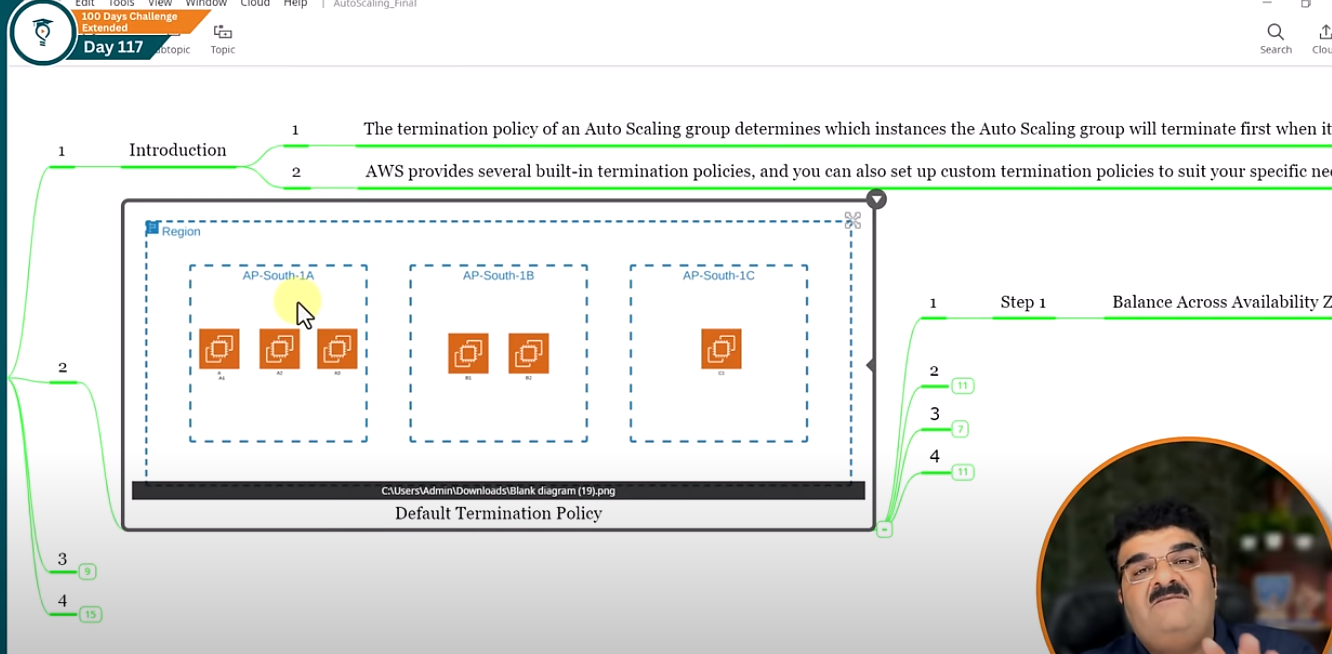 Edit Tools View Window Cloud Help | AutoScaling_Final
100 Days Challenge
Extended
Day 117
Topic
Search
1 Introduction
1 The termination policy of an Auto Scaling group determines which instances the Auto Scaling group will terminate first when it
2 AWS provides several built-in termination policies, and you can also set up custom termination policies to suit your specific
2
Region
AP-South-1A AP-South-1B AP-South-1C
A
A1 A2 A3 B1 B2 C1
C:\Users\Admin\Downloads\Blank diagram (19).png
Default Termination Policy
1 Step 1 Balance Across Availability
2 11
3 7
4 11
3 9
4 15